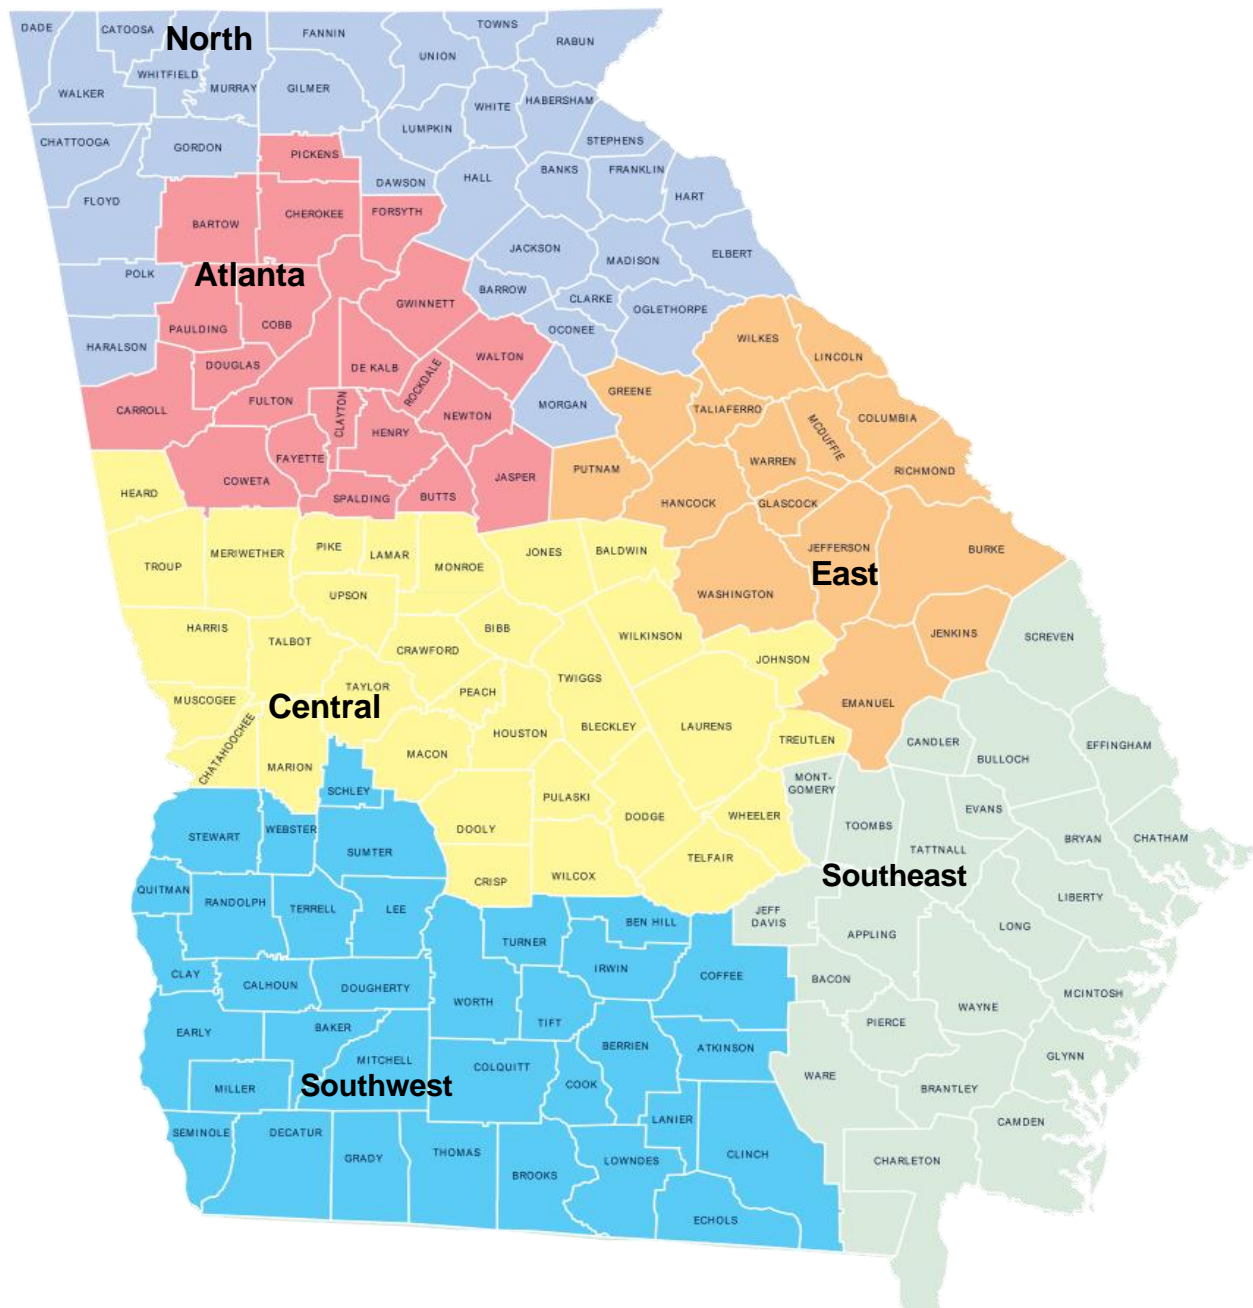 DADE
CATOOSA
North
FANNIN
TOWNS
RABUN
UNION
WHITFIELD
MURRAY
GILMER
WALKER
WHITE
HABERSHAM
LUMPKIN
STEPHENS
CHATTOOGA
GORDON
PICKENS
DAWSON
HALL
BANKS
FRANKLIN
HART
FLOYD
BARTOW
CHEROKEE
FORSYTH
JACKSON
MADISON
ELBERT
POLK
Atlanta
GWINNETT
BARROW
CLARKE
OGLETHORPE
PAULDING
COBB
OCONEE
HARALSON
DOUGLAS
DE KALB
ROCKDALE
WALTON
WILKES
LINCOLN
CARROLL
FULTON
CLAYTON
HENRY
NEWTON
MORGAN
GREENE
TALIAFERRO
MCDUFFIE
COLUMBIA
COWETA
FAYETTE
SPALDING
BUTTS
JASPER
PUTNAM
HANCOCK
WARREN
GLASCOCK
RICHMOND
HEARD
TROUP
MERIWETHER
PIKE
LAMAR
MONROE
JONES
BALDWIN
JEFFERSON
BURKE
East
UPSON
WASHINGTON
HARRIS
TALBOT
CRAWFORD
BIBB
WILKINSON
JOHNSON
JENKINS
SCREVEN
MUSCOGEE
TAYLOR
PEACH
TWIGGS
Central
EMANUEL
CHATAHOOCHEE
MARION
MACON
HOUSTON
BLECKLEY
LAURENS
TREUTLEN
CANDLER
BULLOCH
EFFINGHAM
SCHLEY
PULASKI
MONT-
GOMERY
STEWART
WEBSTER
SUMTER
DOOLY
DODGE
WHEELER
TOOMBS
EVANS
TATTNALL
BRYAN
CHATHAM
CRISP
WILCOX
TELFAIR
Southeast
QUITMAN
RANDOLPH
TERRELL
LEE
LIBERTY
TURNER
BEN HILL
JEFF
DAVIS
APPLING
LONG
CLAY
CALHOUN
DOUGHERTY
WORTH
IRWIN
COFFEE
BACON
WAYNE
MCINTOSH
EARLY
BAKER
TIFT
PIERCE
MITCHELL
BERRIEN
ATKINSON
GLYNN
MILLER
Southwest
COLQUITT
COOK
WARE
BRANTLEY
SEMINOLE
DECATUR
LANIER
CAMDEN
GRADY
THOMAS
BROOKS
LOWNDES
CLINCH
CHARLETON
ECHOLS